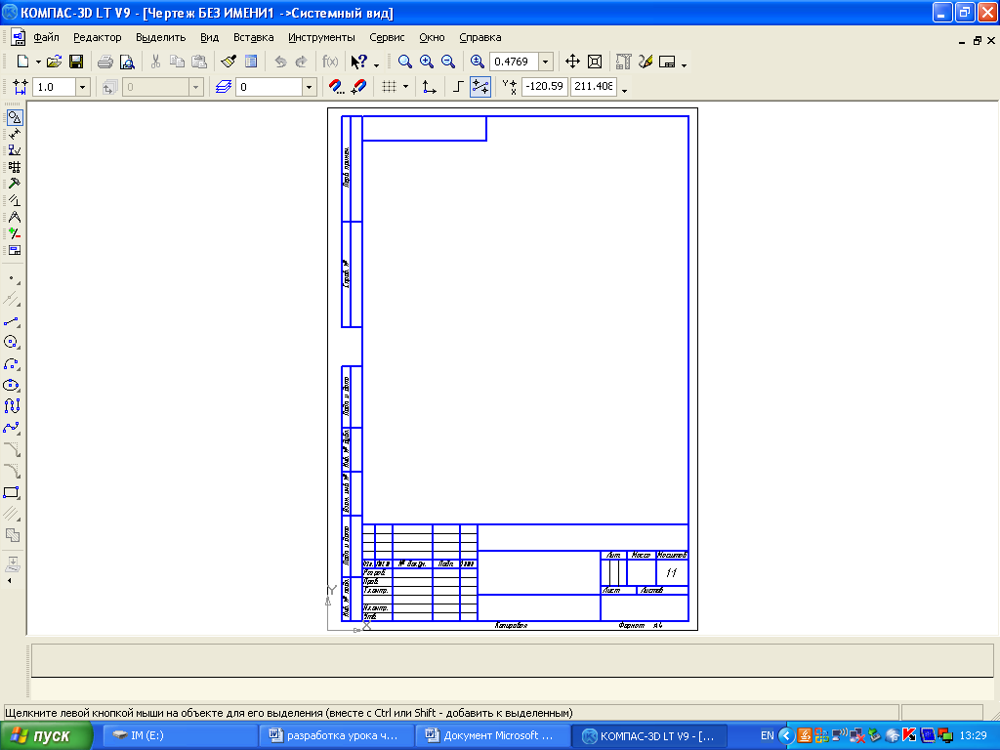 КОМПАС-3D LT V9 - [Чертеж БЕЗ ИМЕНИ1 ->Системный вид]
Файл Редактор Выделить Вид Вставка Инструменты Сервис Окно Справка
f(x) 0.4769
1.0 0 0 -120.59 211.408
Перв. примен.
Справ. №
Подп. и дата
Инв. № дубл.
Взам. инв. №
Подп. и дата
Инв. № подл.
Лит. Масса Масштаб
Изм. Лист № докум. Подп. Дата
Разраб. 1:1
Пров.
Т.контр. Лист Листов
Н.контр.
Утв.
Копировал Формат A4
Y
X
Щелкните левой кнопкой мыши на объекте для его выделения (вместе с Ctrl или Shift - добавить к выделенным)
пуск IM (E:) разработка урока ч... Документ Microsoft ... КОМПАС-3D LT V9 - [... EN 13:29